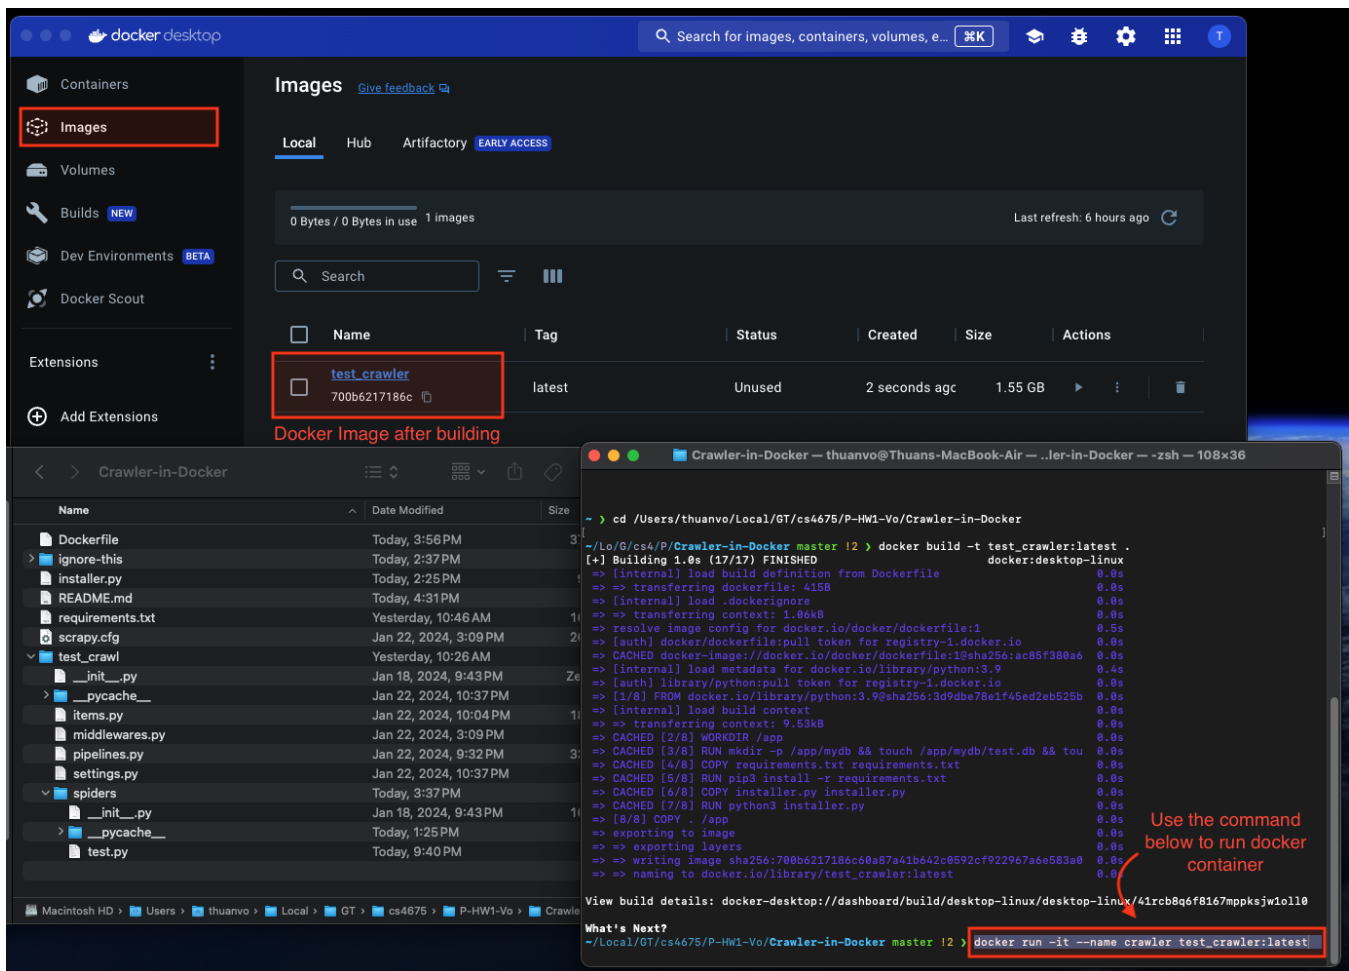 docker desktop
Search for images, containers, volumes, e... ⌘K
T
Containers
Images
Volumes
Builds NEW
Dev Environments BETA
Docker Scout
Extensions
Add Extensions
Images Give feedback
Local Hub Artifactory EARLY ACCESS
0 Bytes / 0 Bytes in use 1 images
Last refresh: 6 hours ago
Search
Name Tag Status Created Size Actions
test_crawler
700b6217186c
latest Unused 2 seconds ago 1.55 GB
Docker Image after building
Crawler-in-Docker
Name Date Modified Size
Dockerfile Today, 3:56 PM
ignore-this Today, 2:37 PM
installer.py Today, 2:25 PM
README.md Today, 4:31 PM
requirements.txt Yesterday, 10:46 AM
scrapy.cfg Jan 22, 2024, 3:09 PM
test_crawl Yesterday, 10:26 AM
__init__.py Jan 18, 2024, 9:43 PM Ze
__pycache__ Jan 22, 2024, 10:37 PM
items.py Jan 22, 2024, 10:04 PM
middlewares.py Jan 22, 2024, 3:09 PM
pipelines.py Jan 22, 2024, 9:32 PM
settings.py Jan 22, 2024, 10:37 PM
spiders Today, 3:37 PM
__init__.py Jan 18, 2024, 9:43 PM
__pycache__ Today, 1:25 PM
test.py Today, 9:40 PM
Macintosh HD › Users › thuanvo › Local › GT › cs4675 › P-HW1-Vo › Crawle
Crawler-in-Docker — thuanvo@Thuans-MacBook-Air — ..ler-in-Docker — -zsh — 108×36
~ ❯ cd /Users/thuanvo/Local/GT/cs4675/P-HW1-Vo/Crawler-in-Docker
~/Lo/G/cs4/P/Crawler-in-Docker master !2 ❯ docker build -t test_crawler:latest .
[+] Building 1.0s (17/17) FINISHED docker:desktop-linux
=> [internal] load build definition from Dockerfile 0.0s
=> => transferring dockerfile: 415B 0.0s
=> [internal] load .dockerignore 0.0s
=> => transferring context: 1.06kB 0.0s
=> resolve image config for docker.io/docker/dockerfile:1 0.5s
=> [auth] docker/dockerfile:pull token for registry-1.docker.io 0.0s
=> CACHED docker-image://docker.io/docker/dockerfile:1@sha256:ac85f380a6 0.0s
=> [internal] load metadata for docker.io/library/python:3.9 0.4s
=> [auth] library/python:pull token for registry-1.docker.io 0.0s
=> [1/8] FROM docker.io/library/python:3.9@sha256:3d9dbe78e1f45ed2eb525b 0.0s
=> [internal] load build context 0.0s
=> => transferring context: 9.53kB 0.0s
=> CACHED [2/8] WORKDIR /app 0.0s
=> CACHED [3/8] RUN mkdir -p /app/mydb && touch /app/mydb/test.db && tou 0.0s
=> CACHED [4/8] COPY requirements.txt requirements.txt 0.0s
=> CACHED [5/8] RUN pip3 install -r requirements.txt 0.0s
=> CACHED [6/8] COPY installer.py installer.py 0.0s
=> CACHED [7/8] RUN python3 installer.py 0.0s
=> [8/8] COPY . /app 0.0s
=> exporting to image 0.0s
=> => exporting layers 0.0s
=> => writing image sha256:700b6217186c60a87a41b642c0592cf922967a6e583a0 0.0s
=> => naming to docker.io/library/test_crawler:latest 0.0s
Use the command
below to run docker
container
View build details: docker-desktop://dashboard/build/desktop-linux/desktop-linux/41rcb8q6f8167mppksjw1oll0
What's Next?
~/Local/GT/cs4675/P-HW1-Vo/Crawler-in-Docker master !2 ❯ docker run -it --name crawler test_crawler:latest